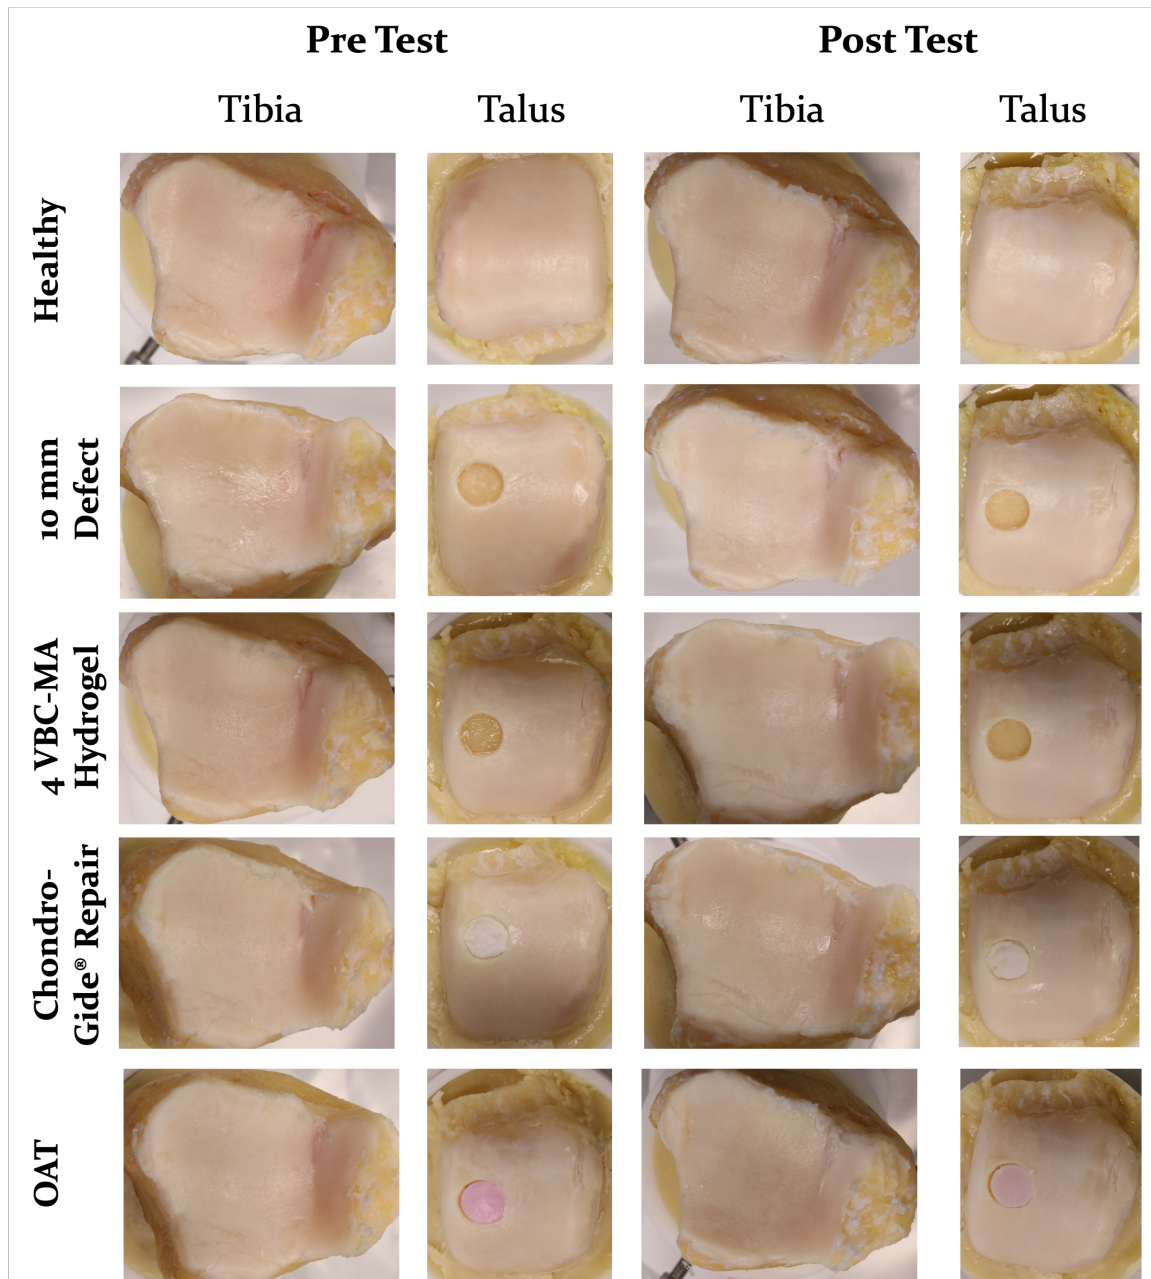 Pre Test
Post Test
Tibia
Talus
Tibia
Talus
Healthy
10 mm
Defect
4 VBC-MA
Hydrogel
Chondro-
Gide® Repair
OAT